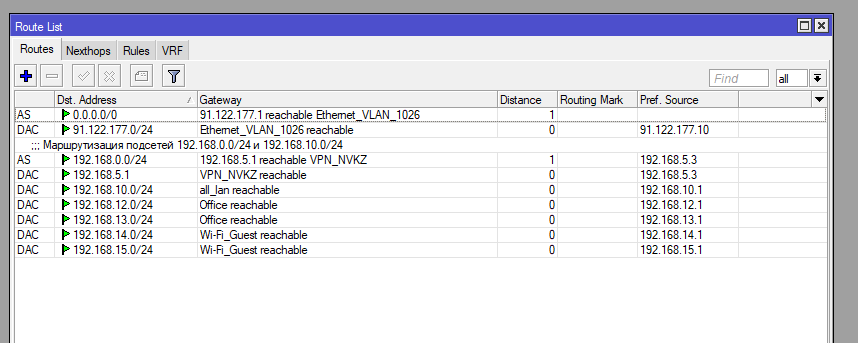 Route List
Routes Nexthops Rules VRF
Find all
Dst. Address Gateway Distance Routing Mark Pref. Source
AS 0.0.0.0/0 91.122.177.1 reachable Ethernet_VLAN_1026 1
DAC 91.122.177.0/24 Ethernet_VLAN_1026 reachable 0 91.122.177.10
;;; Маршрутизация подсетей 192.168.0.0/24 и 192.168.10.0/24
AS 192.168.0.0/24 192.168.5.1 reachable VPN_NVKZ 1 192.168.5.3
DAC 192.168.5.1 VPN_NVKZ reachable 0 192.168.5.3
DAC 192.168.10.0/24 all_lan reachable 0 192.168.10.1
DAC 192.168.12.0/24 Office reachable 0 192.168.12.1
DAC 192.168.13.0/24 Office reachable 0 192.168.13.1
DAC 192.168.14.0/24 Wi-Fi_Guest reachable 0 192.168.14.1
DAC 192.168.15.0/24 Wi-Fi_Guest reachable 0 192.168.15.1